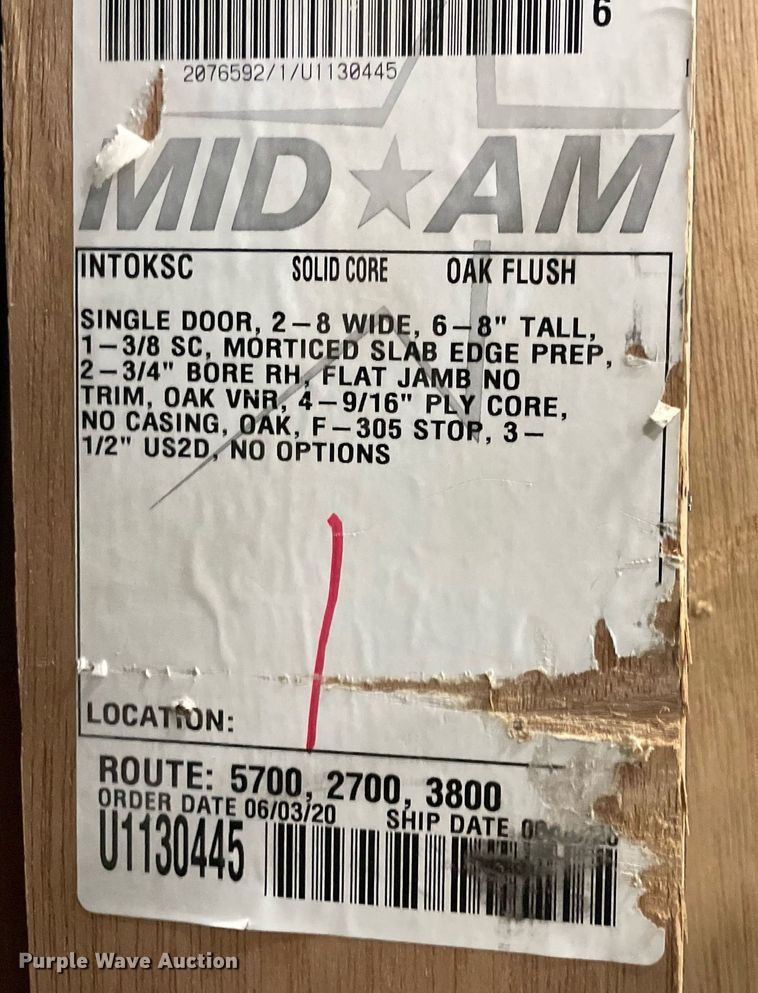 6
2076592/1/U1130445
MID AM
INTOKSC SOLID CORE OAK FLUSH
SINGLE DOOR, 2-8 WIDE, 6-8" TALL,
1-3/8 SC, MORTICED SLAB EDGE PREP,
2-3/4" BORE RH, FLAT JAMB NO
TRIM, OAK VNR, 4-9/16" PLY CORE,
NO CASING, OAK, F-305 STOP, 3-
1/2" US2D, NO OPTIONS
LOCATION:
ROUTE: 5700, 2700, 3800
ORDER DATE 06/03/20 SHIP DATE
U1130445
Purple Wave Auction